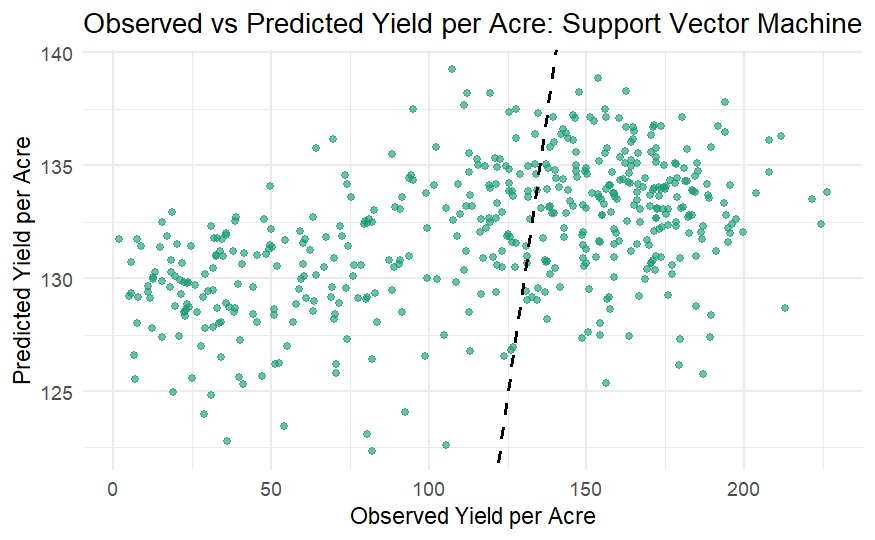 Observed vs Predicted Yield per Acre: Support Vector Machine
140
135
130
125
Predicted Yield per Acre
0 50 100 150 200
Observed Yield per Acre